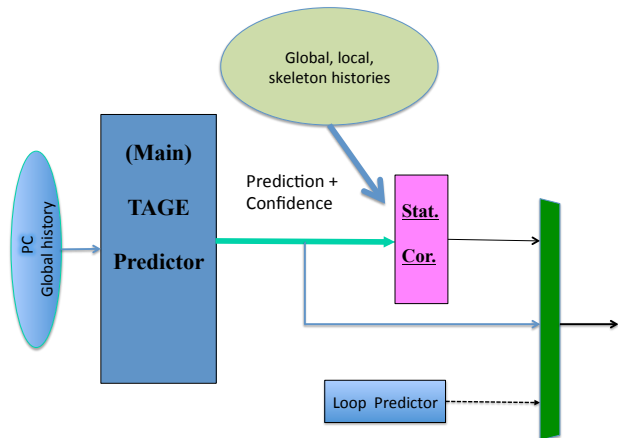 Global, local,
skeleton histories
(Main)
TAGE
Predictor
PC
Global history
Prediction +
Confidence
Stat.
Cor.
Loop Predictor